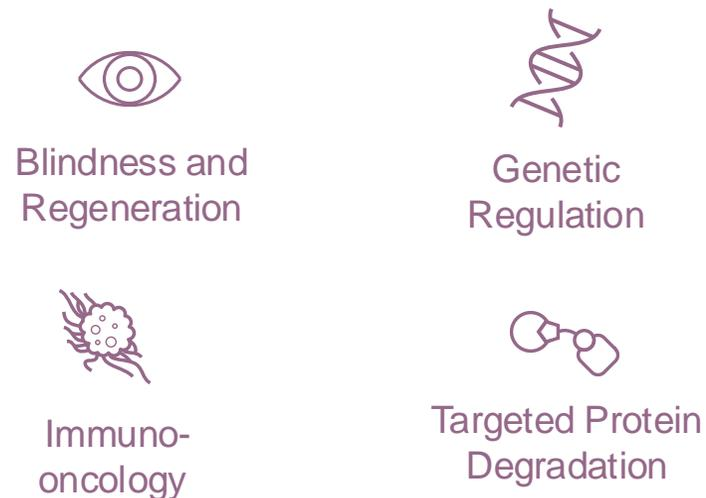 Blindness and
Regeneration
Genetic
Regulation
Immuno-
oncology
Targeted Protein
Degradation